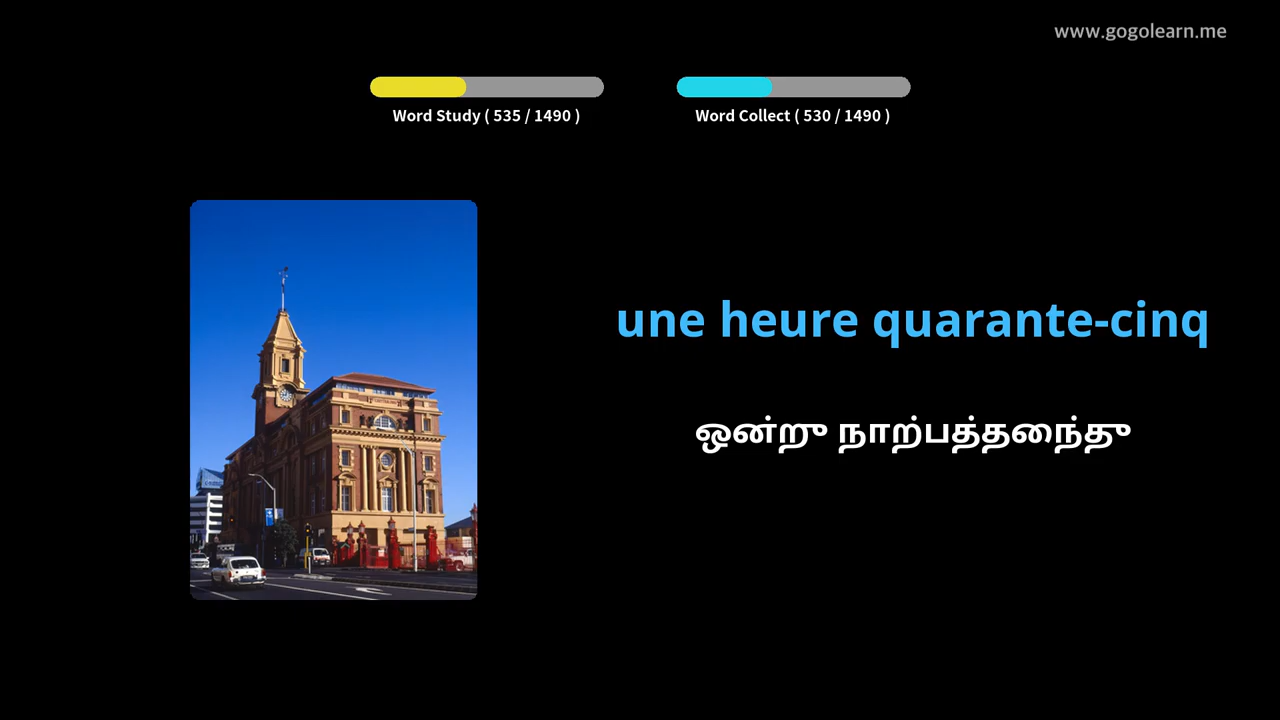 www.gogolearn.me
Word Study ( 535 / 1490 )
Word Collect ( 530 / 1490 )
une heure quarante-cinq
ஒன்று நாற்பத்தைந்து